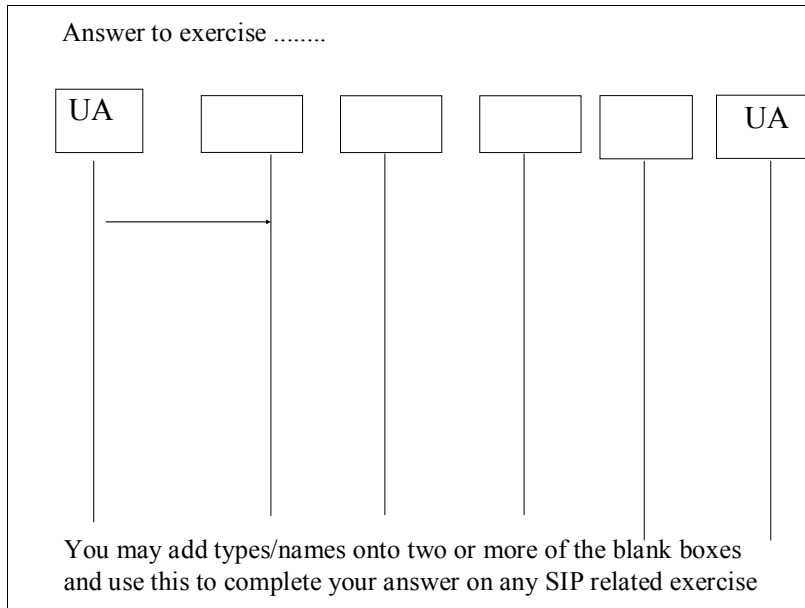 Answer to exercise ........
UA
UA
You may add types/names onto two or more of the blank boxes
and use this to complete your answer on any SIP related exercise